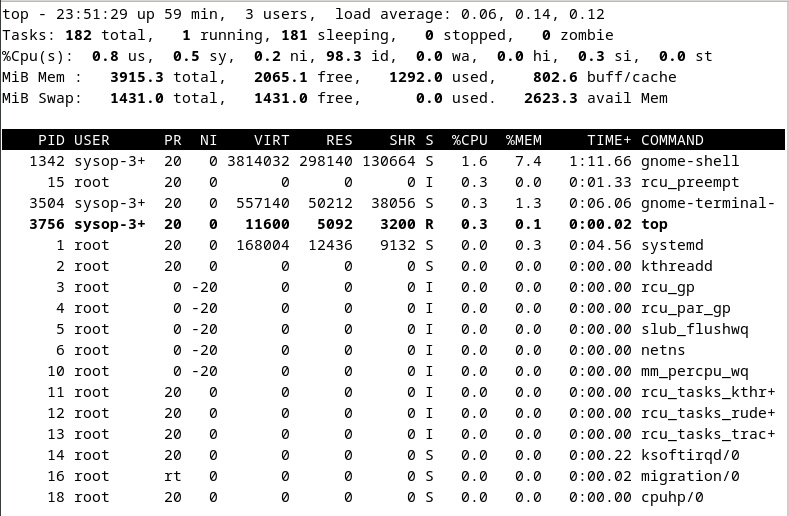 top - 23:51:29 up 59 min,  3 users,  load average: 0.06, 0.14, 0.12
Tasks: 182 total,   1 running, 181 sleeping,   0 stopped,   0 zombie
%Cpu(s):  0.8 us,  0.5 sy,  0.2 ni, 98.3 id,  0.0 wa,  0.0 hi,  0.3 si,  0.0 st
MiB Mem :   3915.3 total,   2065.1 free,   1292.0 used,    802.6 buff/cache
MiB Swap:   1431.0 total,   1431.0 free,      0.0 used.   2623.3 avail Mem
    PID USER      PR  NI    VIRT    RES    SHR S  %CPU  %MEM     TIME+ COMMAND
   1342 sysop-3+  20   0 3814032 298140 130664 S   1.6   7.4   1:11.66 gnome-shell
     15 root      20   0       0      0      0 I   0.3   0.0   0:01.33 rcu_preempt
   3504 sysop-3+  20   0  557140  50212  38056 S   0.3   1.3   0:06.06 gnome-terminal-
   3756 sysop-3+  20   0   11600   5092   3200 R   0.3   0.1   0:00.02 top
      1 root      20   0  168004  12436   9132 S   0.0   0.3   0:04.56 systemd
      2 root      20   0       0      0      0 S   0.0   0.0   0:00.00 kthreadd
      3 root       0 -20       0      0      0 I   0.0   0.0   0:00.00 rcu_gp
      4 root       0 -20       0      0      0 I   0.0   0.0   0:00.00 rcu_par_gp
      5 root       0 -20       0      0      0 I   0.0   0.0   0:00.00 slub_flushwq
      6 root       0 -20       0      0      0 I   0.0   0.0   0:00.00 netns
     10 root       0 -20       0      0      0 I   0.0   0.0   0:00.00 mm_percpu_wq
     11 root      20   0       0      0      0 I   0.0   0.0   0:00.00 rcu_tasks_kthr+
     12 root      20   0       0      0      0 I   0.0   0.0   0:00.00 rcu_tasks_rude+
     13 root      20   0       0      0      0 I   0.0   0.0   0:00.00 rcu_tasks_trac+
     14 root      20   0       0      0      0 S   0.0   0.0   0:00.22 ksoftirqd/0
     16 root      rt   0       0      0      0 S   0.0   0.0   0:00.02 migration/0
     18 root      20   0       0      0      0 S   0.0   0.0   0:00.00 cpuhp/0